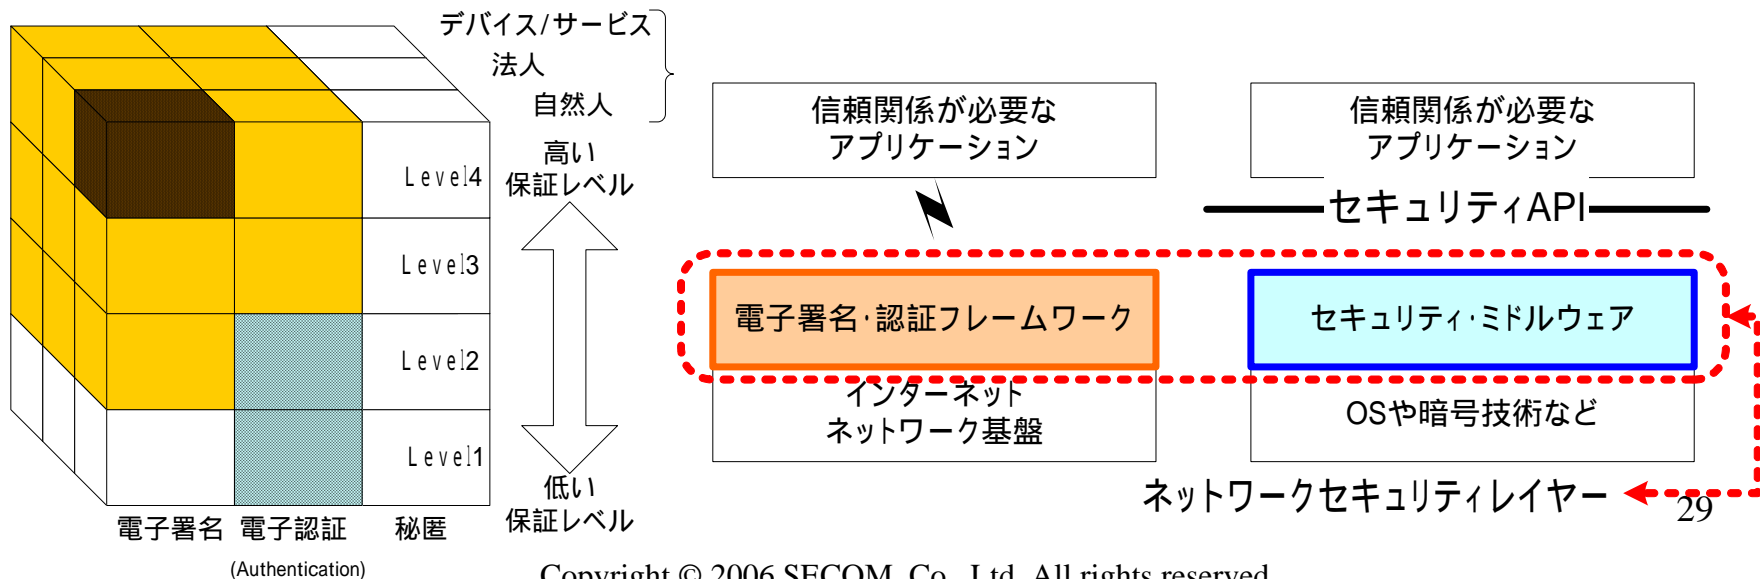 デバイス/サービス
法人
自然人
高い
保証レベル
Level4
Level3
Level2
Level1
低い
保証レベル
電子署名 電子認証 秘匿
(Authentication)
信頼関係が必要な
アプリケーション
電子署名・認証フレームワーク
インターネット
ネットワーク基盤
信頼関係が必要な
アプリケーション
セキュリティAPI
セキュリティ・ミドルウェア
OSや暗号技術など
ネットワークセキュリティレイヤー
29
Copyright © 2006 SECOM Co., Ltd. All rights reserved.